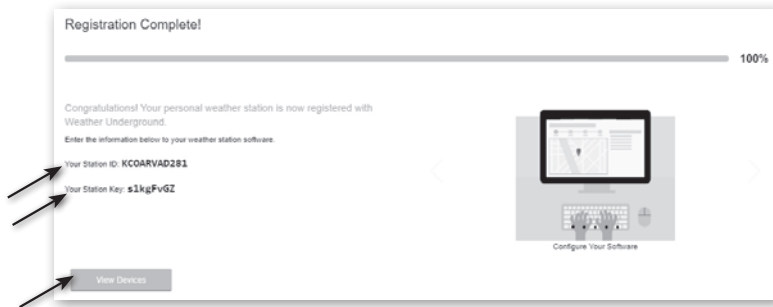 Registration Complete!
100%
Congratulations! Your personal weather station is now registered with
Weather Underground.
Enter the information below to your weather station software.
Your Station ID: KCOARVAD281
Your Station Key: s1kgFvGZ
Configure Your Software
View Devices